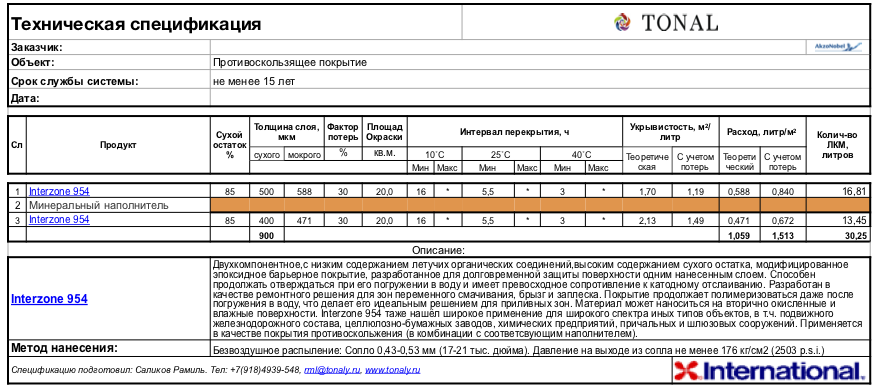 Техническая спецификация
TONAL
Заказчик:
AkzoNobel
Объект: Противоскользящее покрытие
Срок службы системы: не менее 15 лет
Дата:
Сл Продукт Сухой остаток % Толщина слоя, мкм Фактор потерь Площад Окраски Интервал перекрытия, ч Укрывистость, м²/литр Расход, литр/м² Колич-во ЛКМ, литров
сухого мокрого % кв.м. 10˚C 25˚C 40˚C Теоретиче ская С учетом потерь Теорети ческий С учетом потерь
Мин Макс Мин Макс Мин Макс
1 Interzone 954 85 500 588 30 20,0 16 * 5,5 * 3 * 1,70 1,19 0,588 0,840 16,81
2 Минеральный наполнитель
3 Interzone 954 85 400 471 30 20,0 16 * 5,5 * 3 * 2,13 1,49 0,471 0,672 13,45
900 1,059 1,513 30,25
Описание:
Interzone 954
Двухкомпонентное,с низким содержанием летучих органических соединений,высоким содержанием сухого остатка, модифицированное
эпоксидное барьерное покрытие, разработанное для долговременной защиты поверхности одним нанесенным слоем. Способен
продолжать отверждаться при его погружении в воду и имеет превосходное сопротивление к катодному отслаиванию. Разработан в
качестве ремонтного решения для зон переменного смачивания, брызг и заплеска. Покрытие продолжает полимеризоваться даже после
погружения в воду, что делает его идеальным решением для приливных зон. Материал может наноситься на вторично окисленные и
влажные поверхности. Interzone 954 таже нашёл широкое применение для широкого спектра иных типов объектов, в т.ч. подвижного
железнодорожного состава, целлюлозно-бумажных заводов, химических предприятий, причальных и шлюзовых сооружений. Применяется
в качестве покрытия противоскольжения (в комбинации с соответсвующим наполнителем).
Метод нанесения: Безвоздушное распыление: Сопло 0,43-0,53 мм (17-21 тыс. дюйма). Давление на выходе из сопла не менее 176 кг/см2 (2503 p.s.i.)
Спецификацию подготовил: Саликов Рамиль. Тел: +7(918)4939-548, rml@tonaly.ru, www.tonaly.ru
International.